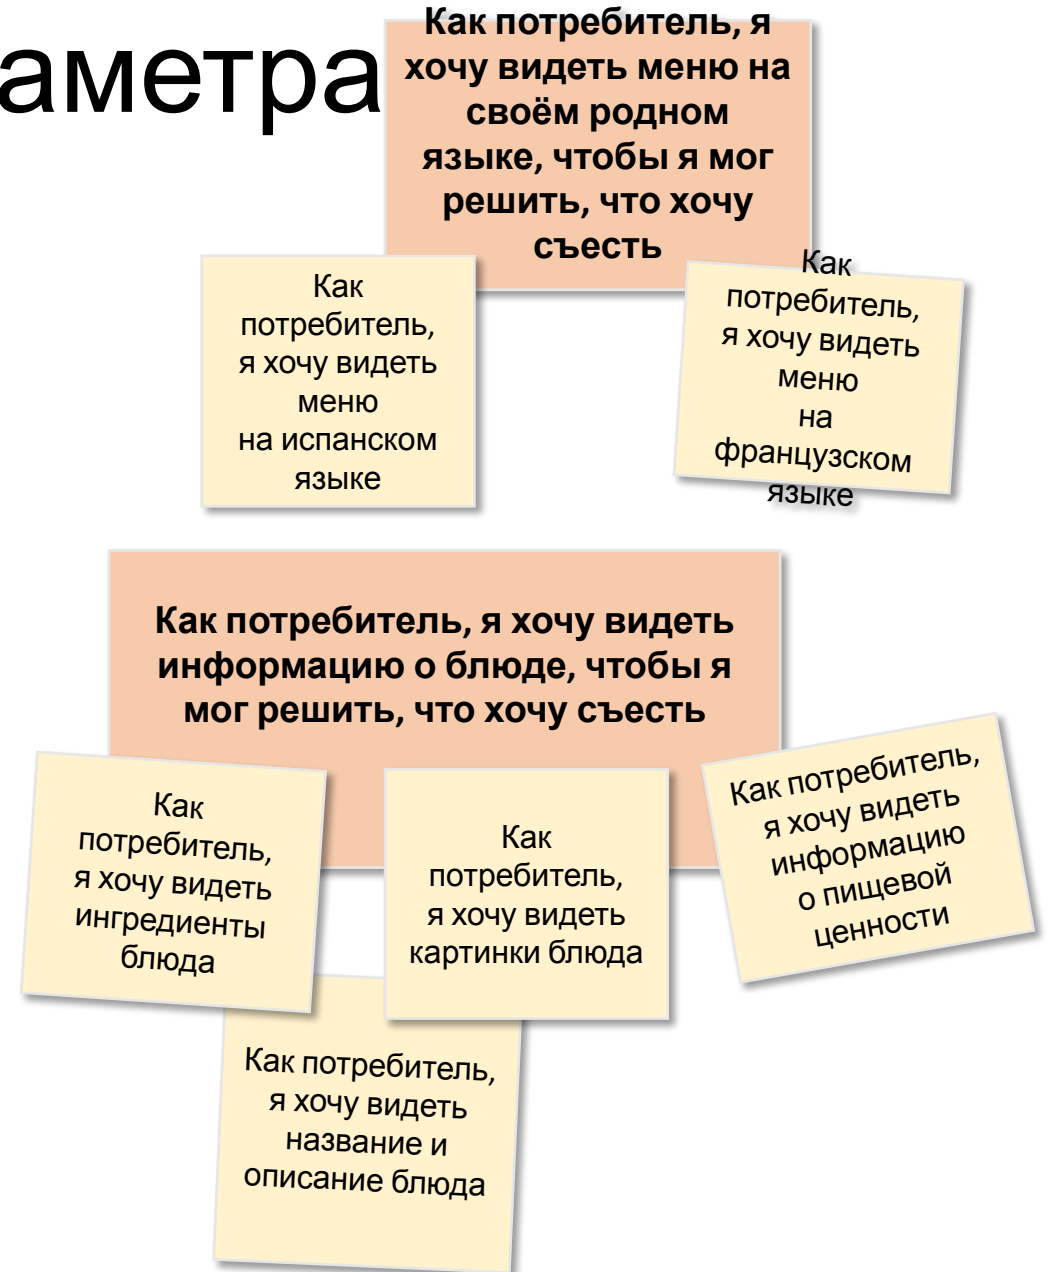 аметра
Как потребитель, я
хочу видеть меню на
своём родном
языке, чтобы я мог
решить, что хочу
съесть
Как
потребитель,
я хочу видеть
меню
на испанском
языке
Как
потребитель,
я хочу видеть
меню
на
французском
языке
Как потребитель, я хочу видеть
информацию о блюде, чтобы я
мог решить, что хочу съесть
Как
потребитель,
я хочу видеть
ингредиенты
блюда
Как
потребитель,
я хочу видеть
картинки блюда
Как потребитель,
я хочу видеть
информацию
о пищевой
ценности
Как потребитель,
я хочу видеть
название и
описание блюда